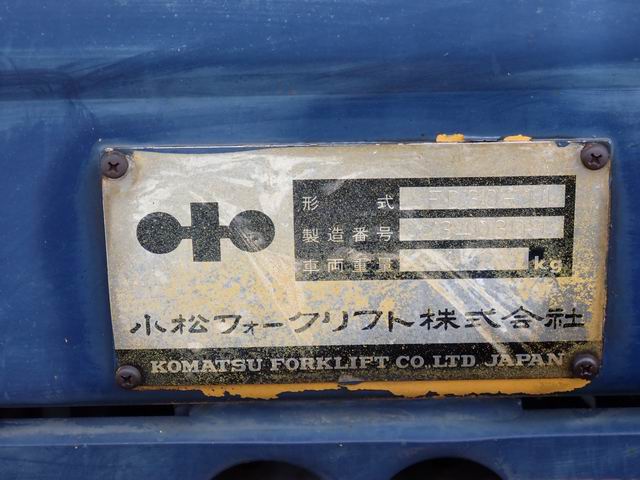 形式
製造番号
車両重量 kg
小松フォークリフト株式会社
KOMATSU FORKLIFT CO. LTD. JAPAN